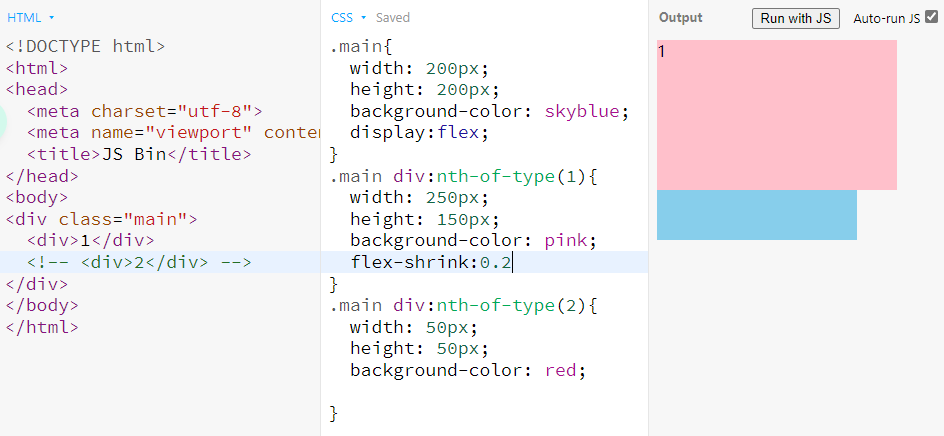 HTML
<!DOCTYPE html>
<html>
<head>
  <meta charset="utf-8">
  <meta name="viewport" conten
  <title>JS Bin</title>
</head>
<body>
<div class="main">
  <div>1</div>
  <!-- <div>2</div> -->
</div>
</body>
</html>
CSS Saved
.main{
  width: 200px;
  height: 200px;
  background-color: skyblue;
  display:flex;
}
.main div:nth-of-type(1){
  width: 250px;
  height: 150px;
  background-color: pink;
  flex-shrink:0.2
}
.main div:nth-of-type(2){
  width: 50px;
  height: 50px;
  background-color: red;

}
Output Run with JS Auto-run JS
1